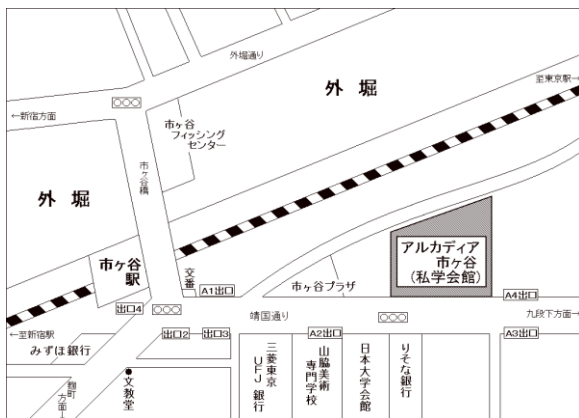 外堀通り
外 堀
至東京駅→
←新宿方面
市ヶ谷
フィッシング
センター
市ヶ谷橋
外 堀
市ヶ谷
駅
交番
A1出口
市ヶ谷プラザ
アルカディア
市ヶ谷
(私学会館)
A4出口
出口4
靖国通り
九段下方面→
←至新宿駅
みずほ銀行
出口2
出口3
A2出口
A3出口
麹町
方面
文教堂
三菱東京
UFJ銀行
山脇美術
専門学校
日本大学会館
りそな銀行